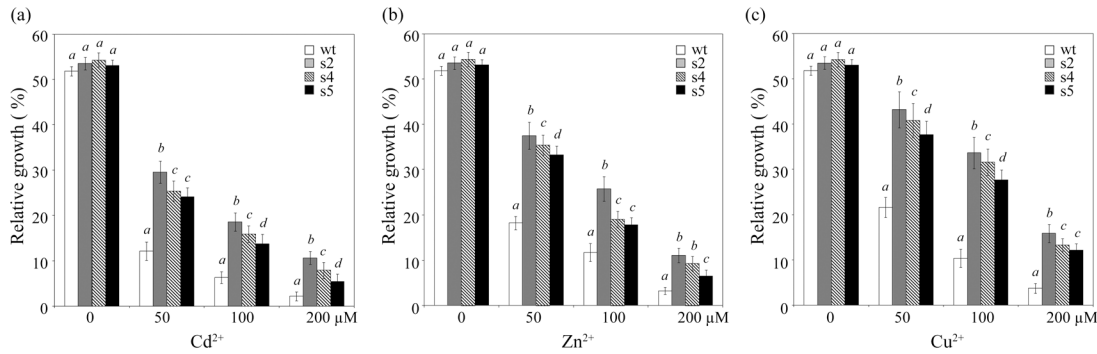 (a)
Relative growth ( %)
60
50
40
30
20
10
0
wt
s2
s4
s5
a a a a
a b c c
a b c d
a b c d
0 50 100 200 µM
Cd²⁺
(b)
Relative growth ( %)
60
50
40
30
20
10
0
wt
s2
s4
s5
a a a a
a b c d
a b c c
a b b c
0 50 100 200 µM
Zn²⁺
(c)
Relative growth ( %)
60
50
40
30
20
10
0
wt
s2
s4
s5
a a a a
a b c d
a b c d
a b c c
0 50 100 200 µM
Cu²⁺